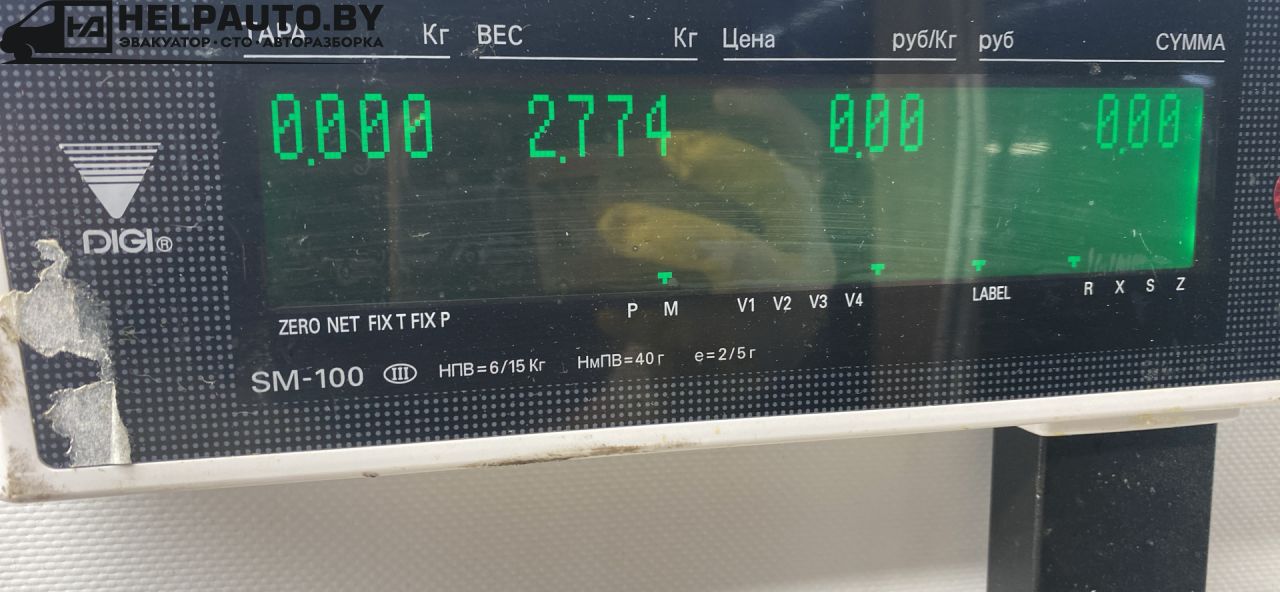 HELPAUTO.BY
ЭВАКУАТОР·СТО·АВТОРАЗБОРКА
ТАРА Кг ВЕС Кг Цена руб/Кг руб СУММА
0.000 2.774 0.00 0.00
DIGI®
P M V1 V2 V3 V4 LABEL R X S Z
ZERO NET FIX T FIX P
SM-100 III НПВ=6/15 Кг НмПВ=40 г e=2/5 г